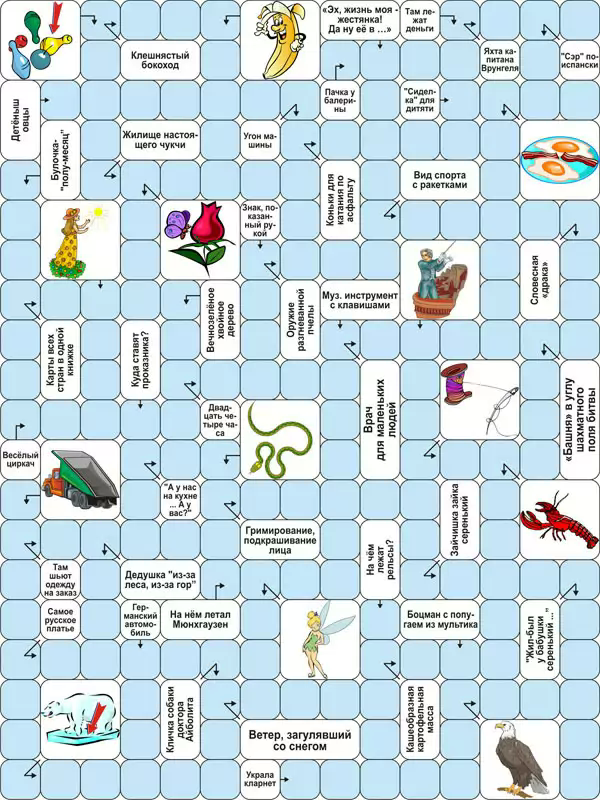 «Эх, жизнь моя -
жестянка!
Да ну её в ...»
Там ле-
жат
деньги
Клешнястый
бокоход
Яхта ка-
питана
Врунгеля
"Сэр" по-
испански
Детёныш
овцы
Пачка у
балери-
ны
"Сидел-
ка" для
дитяти
Булочка-
"полу-месяц"
Жилище настоя-
щего чукчи
Угон ма-
шины
Коньки для
катания по
асфальту
Вид спорта
с ракетками
Знак, по-
казан-
ный ру-
кой
Словесная
«драка»
Вечнозелёное
хвойное
дерево
Оружие
разгневанной
пчелы
Муз. инструмент
с клавишами
Карты всех
стран в одной
книжке
Куда ставят
проказника?
Врач
для маленьких
людей
«Башня» в углу
шахматного
поля битвы
Двад-
цать че-
тыре ча-
са
Весёлый
циркач
"А у нас
на кухне
... А у
вас?"
Зайчишка зайка
серенький
Гримирование,
подкрашивание
лица
На чём
лежат
рельсы?
Там
шьют
одежду
на заказ
Дедушка "из-за
леса, из-за гор"
Самое
русское
платье
Гер-
манский
автомо-
биль
На нём летал
Мюнхгаузен
Боцман с попу-
гаем из мультика
"Жил-был
у бабушки
серенький ..."
Кличка собаки
доктора
Айболита
Кашеобразная
картофельная
масса
Ветер, загулявший
со снегом
Украла
кларнет